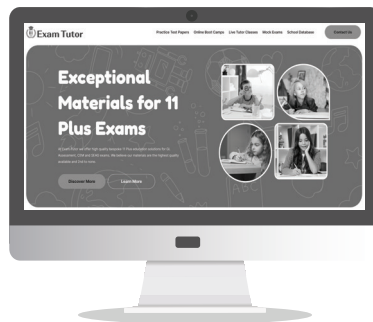 Exam Tutor
Practice Test Papers Online Boot Camps Live Tutor Classes Mock Exams School Database Contact Us
Exceptional
Materials for 11
Plus Exams
Discover More Learn More
ABC